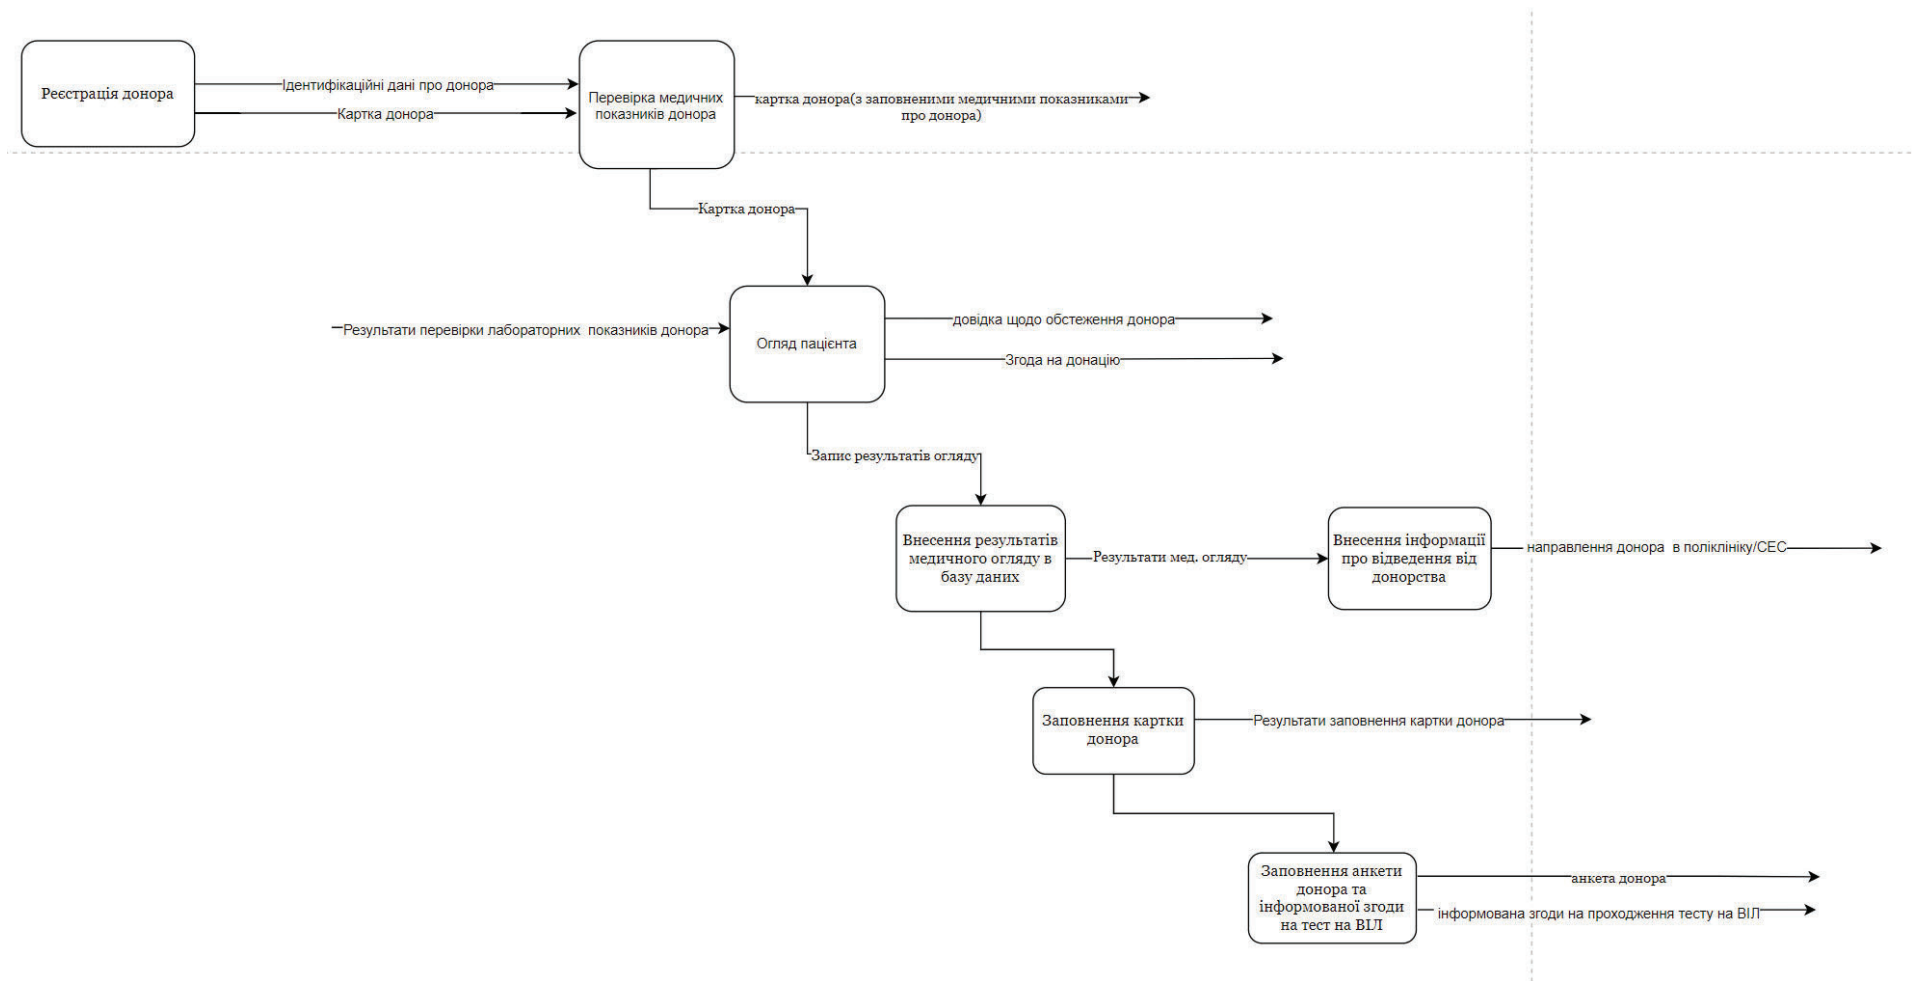 Реєстрація донора
Ідентифікаційні дані про донора
Картка донора
Перевірка медичних
показників донора
картка донора(з заповненими медичними показниками
про донора)
Картка донора
Результати перевірки лабораторних показників донора
Огляд пацієнта
довідка щодо обстеження донора
Згода на донацію
Запис результатів огляду
Внесення результатів
медичного огляду в
базу даних
Результати мед. огляду
Внесення інформації
про відведення від
донорства
направлення донора в поліклініку/СЕС
Заповнення картки
донора
Результати заповнення картки донора
Заповнення анкети
донора та
інформованої згоди
на тест на ВІЛ
анкета донора
інформована згоди на проходження тесту на ВІЛ